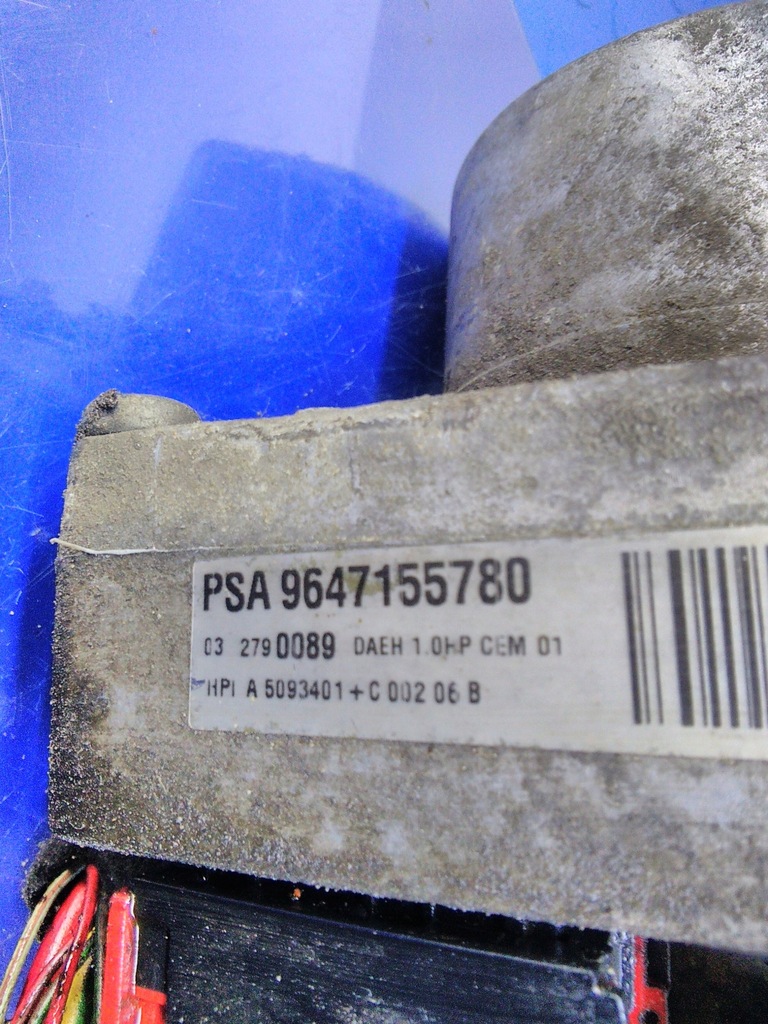 PSA 9647155780
03 279 0089 DAEH 1.0HP CEM 01
HPI A 5093401+C 002 06 B